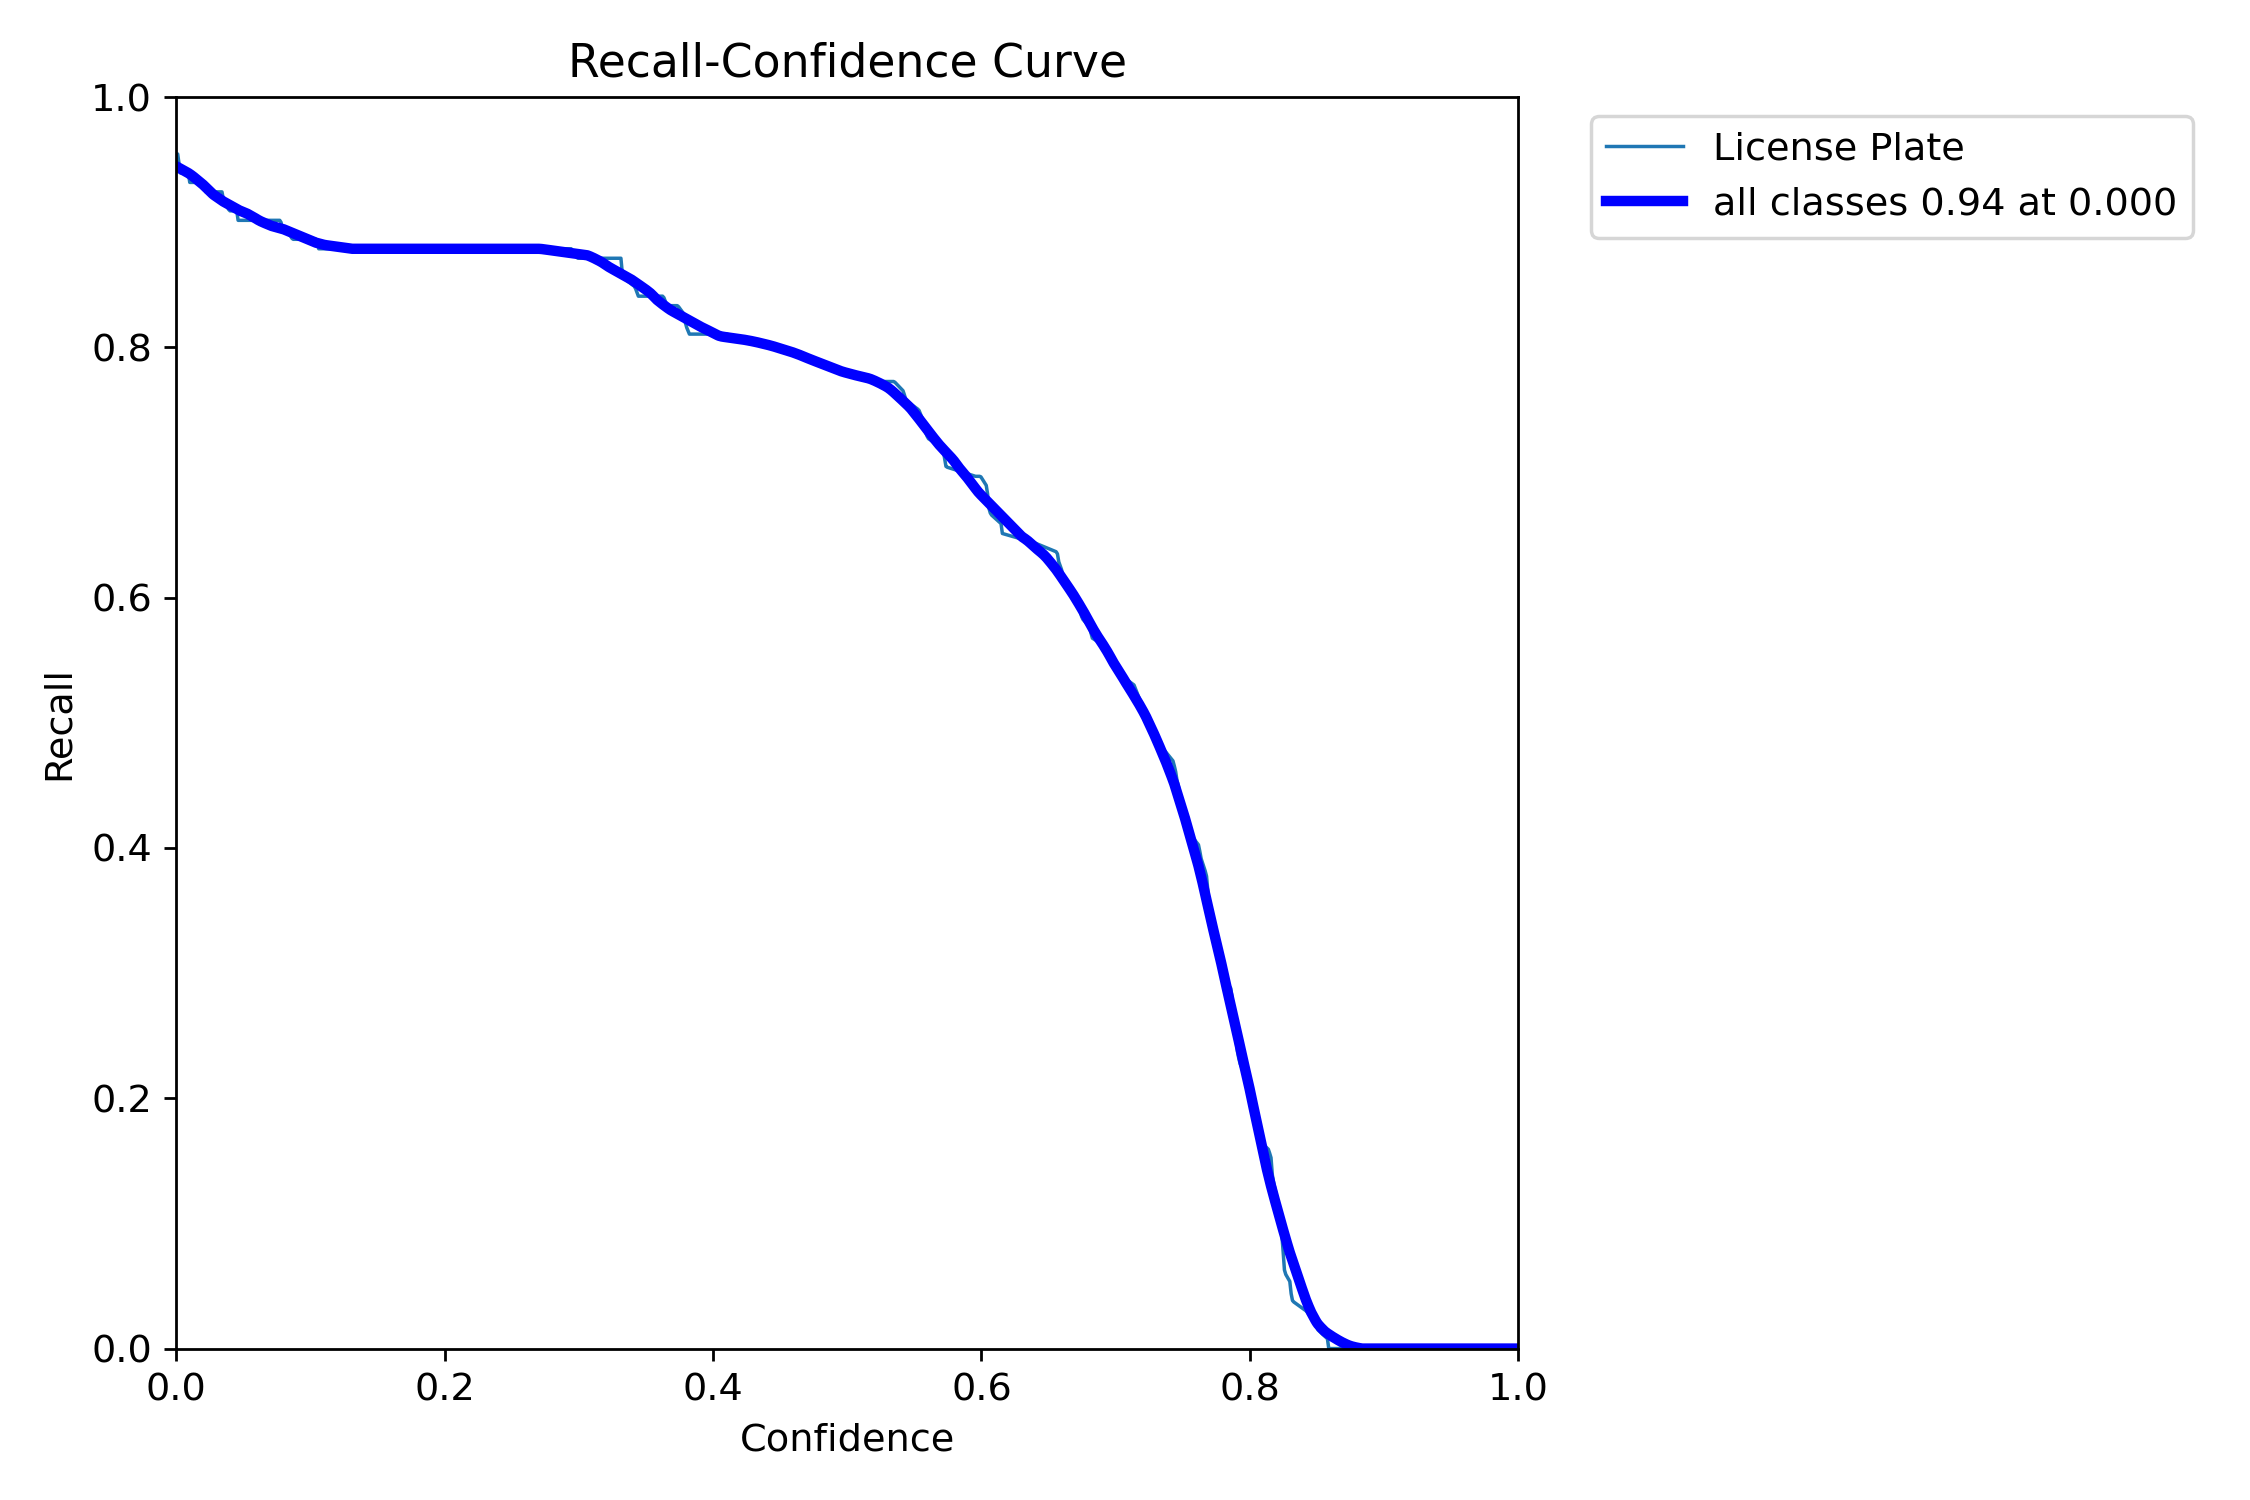 Recall-Confidence Curve
1.0
0.8
0.6
0.4
0.2
0.0
Recall
0.0 0.2 0.4 0.6 0.8 1.0
Confidence
License Plate
all classes 0.94 at 0.000